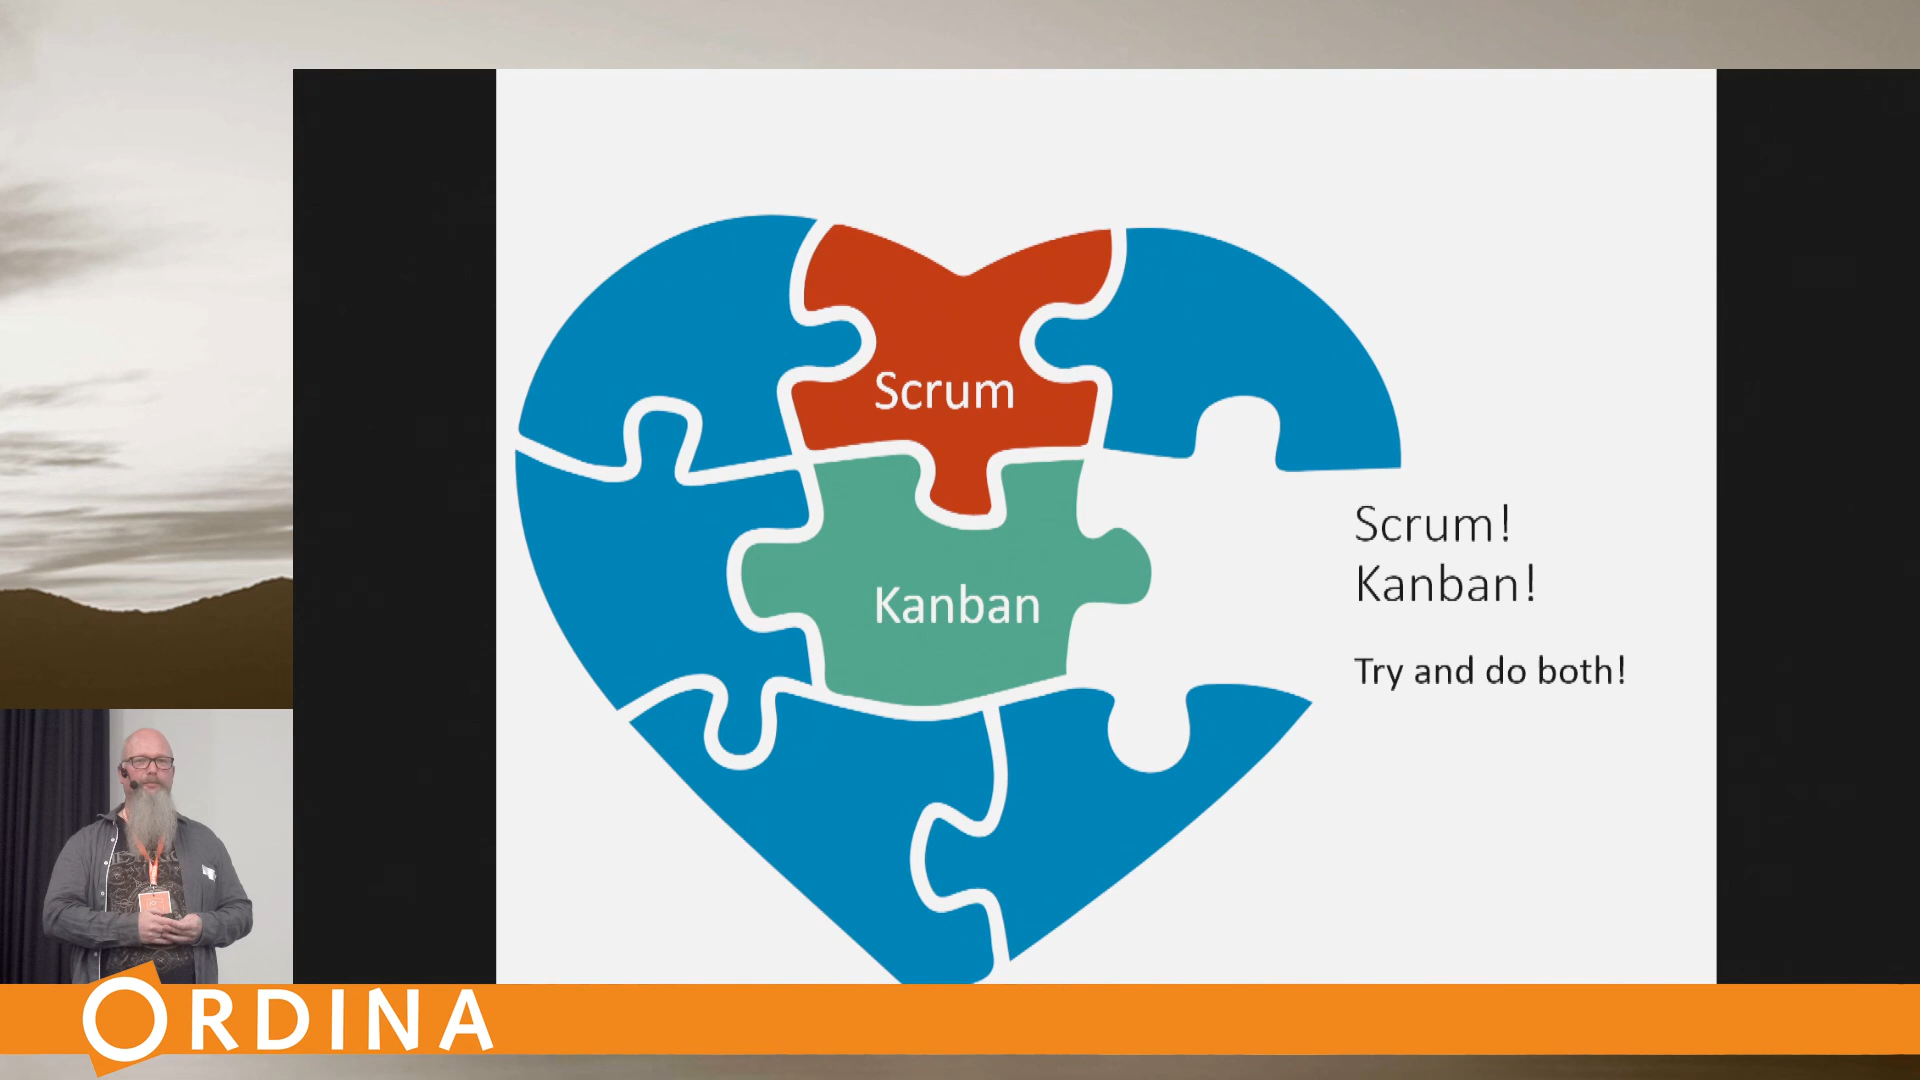 Scrum
Kanban
Scrum!
Kanban!
Try and do both!
ORDINA